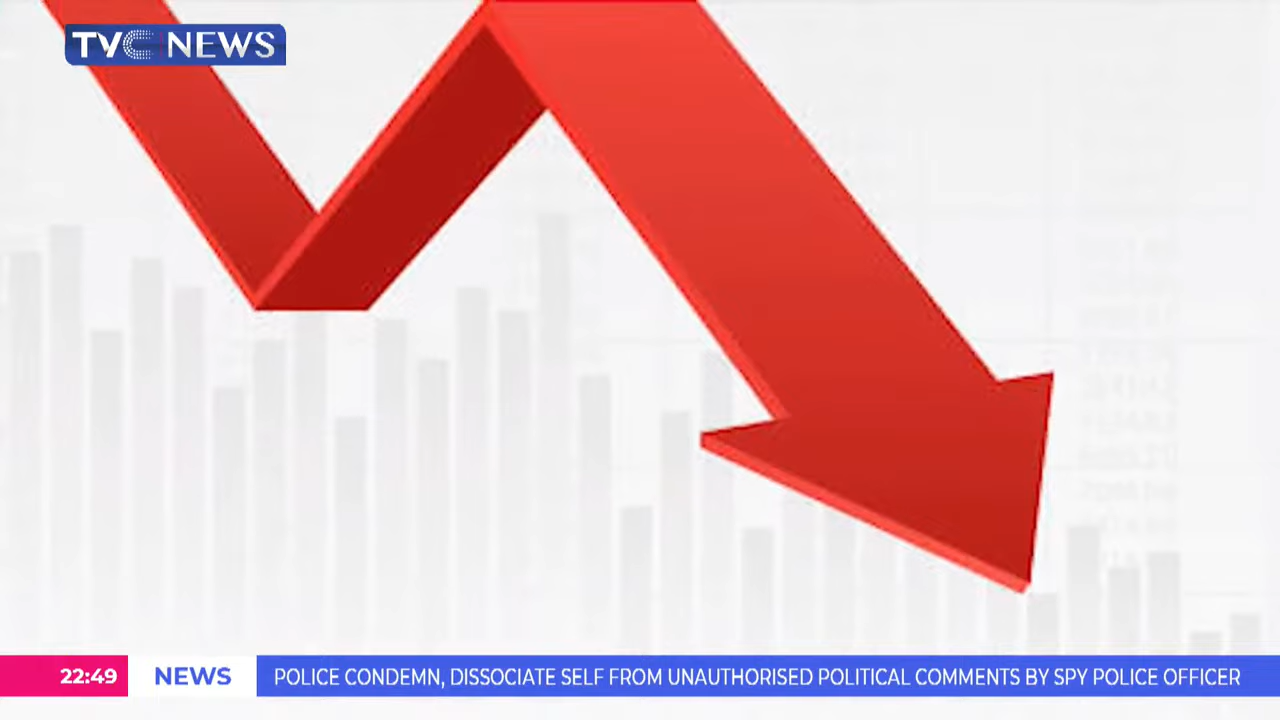 TVC NEWS
22:49 NEWS POLICE CONDEMN, DISSOCIATE SELF FROM UNAUTHORISED POLITICAL COMMENTS BY SPY POLICE OFFICER